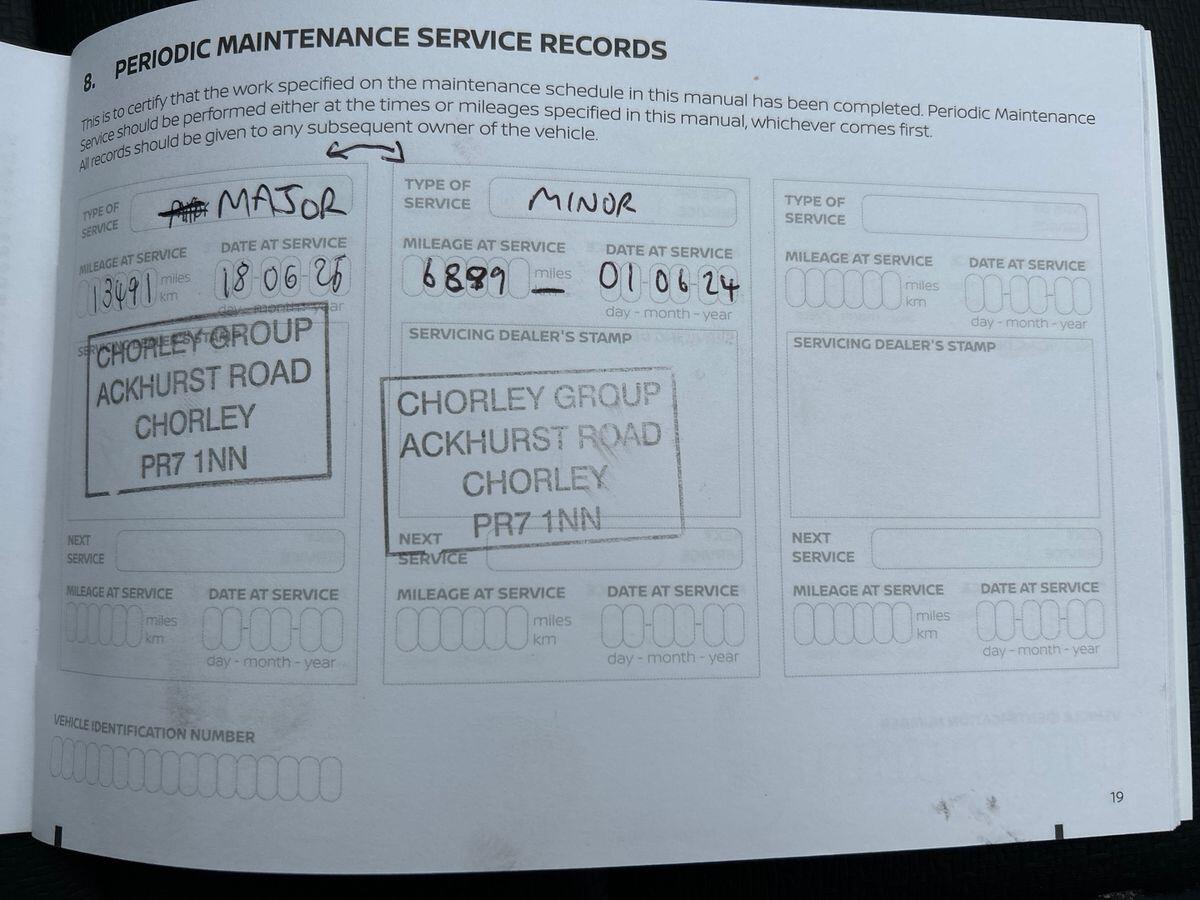 8. PERIODIC MAINTENANCE SERVICE RECORDS
This is to certify that the work specified on the maintenance schedule in this manual has been completed. Periodic Maintenance
Service should be performed either at the times or mileages specified in this manual, whichever comes first.
All records should be given to any subsequent owner of the vehicle.
TYPE OF
SERVICE
MAJOR
MILEAGE AT SERVICE
DATE AT SERVICE
13491 miles
km
18-06-25
day - month - year
SERVICING DEALER'S STAMP
CHORLEY GROUP
ACKHURST ROAD
CHORLEY
PR7 1NN
NEXT
SERVICE
MILEAGE AT SERVICE
DATE AT SERVICE
miles
km
day - month - year
TYPE OF
SERVICE
MINOR
MILEAGE AT SERVICE
DATE AT SERVICE
6889 miles
01-06-24
day - month - year
SERVICING DEALER'S STAMP
CHORLEY GROUP
ACKHURST ROAD
CHORLEY
PR7 1NN
NEXT
SERVICE
MILEAGE AT SERVICE
DATE AT SERVICE
miles
km
day - month - year
TYPE OF
SERVICE
MILEAGE AT SERVICE
DATE AT SERVICE
miles
km
day - month - year
SERVICING DEALER'S STAMP
NEXT
SERVICE
MILEAGE AT SERVICE
DATE AT SERVICE
miles
km
day - month - year
VEHICLE IDENTIFICATION NUMBER
19